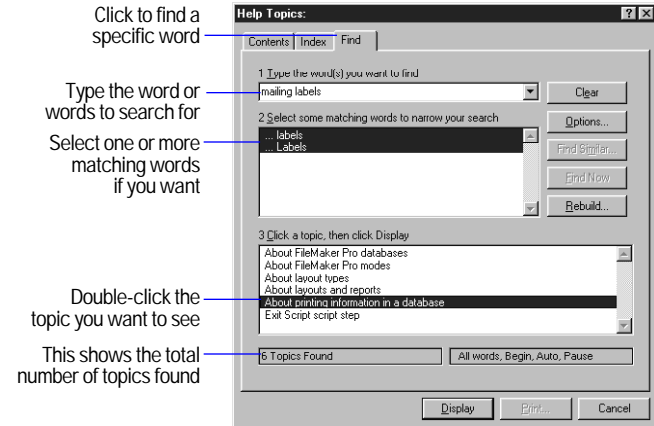 Click to find a
specific word
Type the word or
words to search for
Select one or more
matching words
if you want
Double-click the
topic you want to see
This shows the total
number of topics found
Help Topics:
Contents Index Find
1 Type the word(s) you want to find
mailing labels
Clear
2 Select some matching words to narrow your search
Options...
... labels
... Labels
Find Similar...
Find Now
Rebuild...
3 Click a topic, then click Display
About FileMaker Pro databases
About FileMaker Pro modes
About layout types
About layouts and reports
About printing information in a database
Exit Script script step
6 Topics Found
All words, Begin, Auto, Pause
Display Print... Cancel